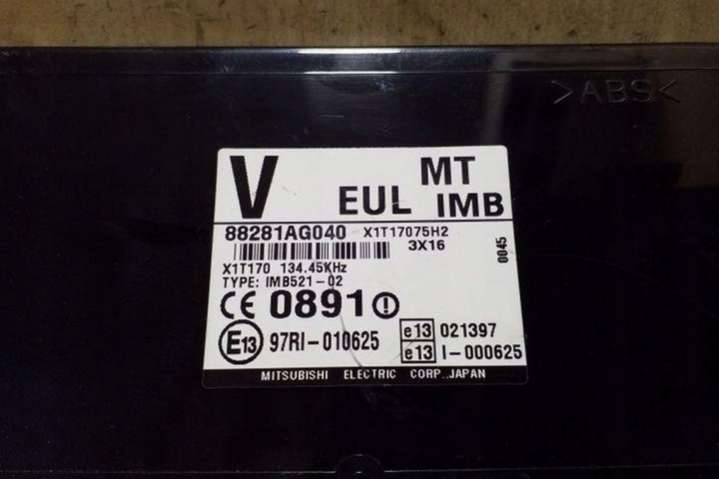 >ABS<
V EUL MT
IMB
88281AG040 X1T17075H2
3X16
0045
X1T170 134.45KHz
TYPE: IMB521-02
CE 0891
E13 97RI-010625
e13 021397
e13 I-000625
MITSUBISHI ELECTRIC CORP.JAPAN